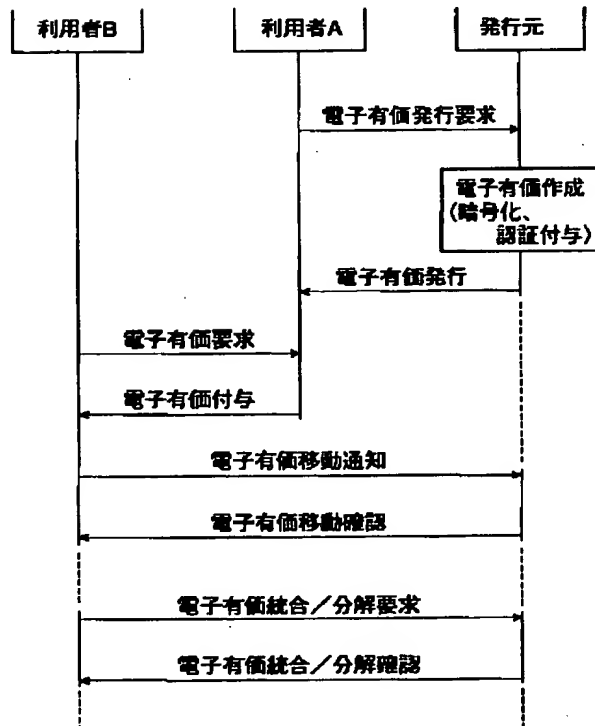 利用者B
利用者A
発行元
電子有価発行要求
電子有価作成
(暗号化、
認証付与)
電子有価発行
電子有価要求
電子有価付与
電子有価移動通知
電子有価移動確認
電子有価統合／分解要求
電子有価統合／分解確認